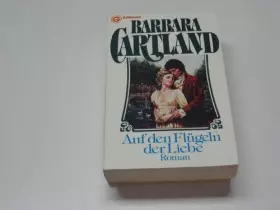 BARBARA
CARTLAND
Auf den Flügeln
der Liebe
Roman